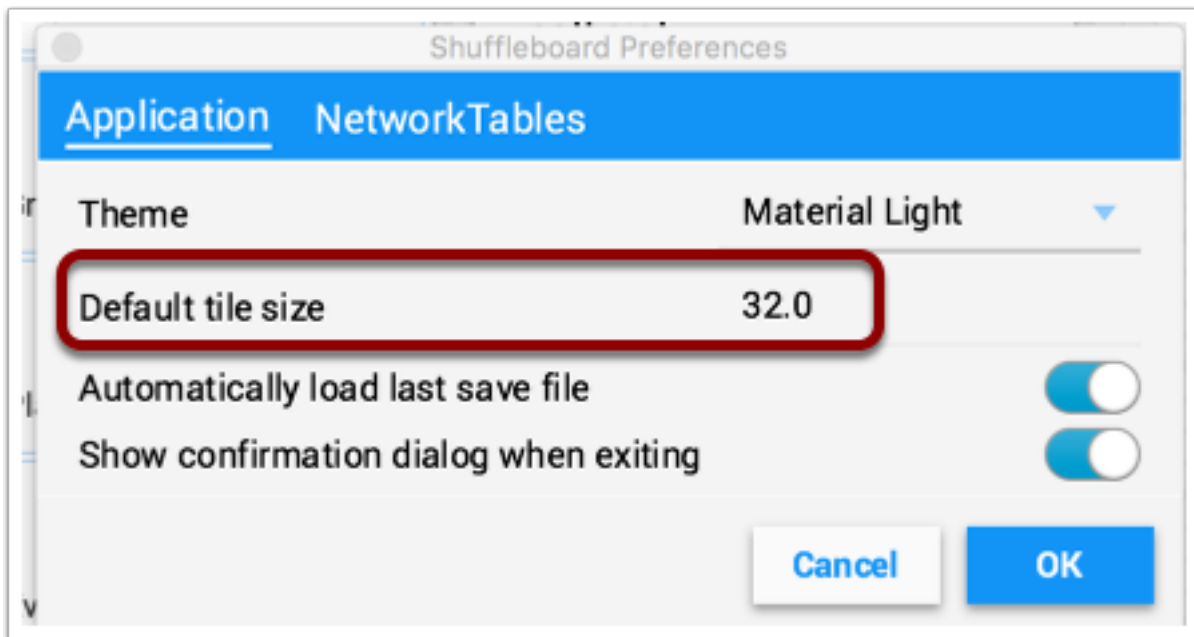 Shuffleboard Preferences
Application NetworkTables
Theme Material Light
Default tile size 32.0
Automatically load last save file
Show confirmation dialog when exiting
Cancel OK